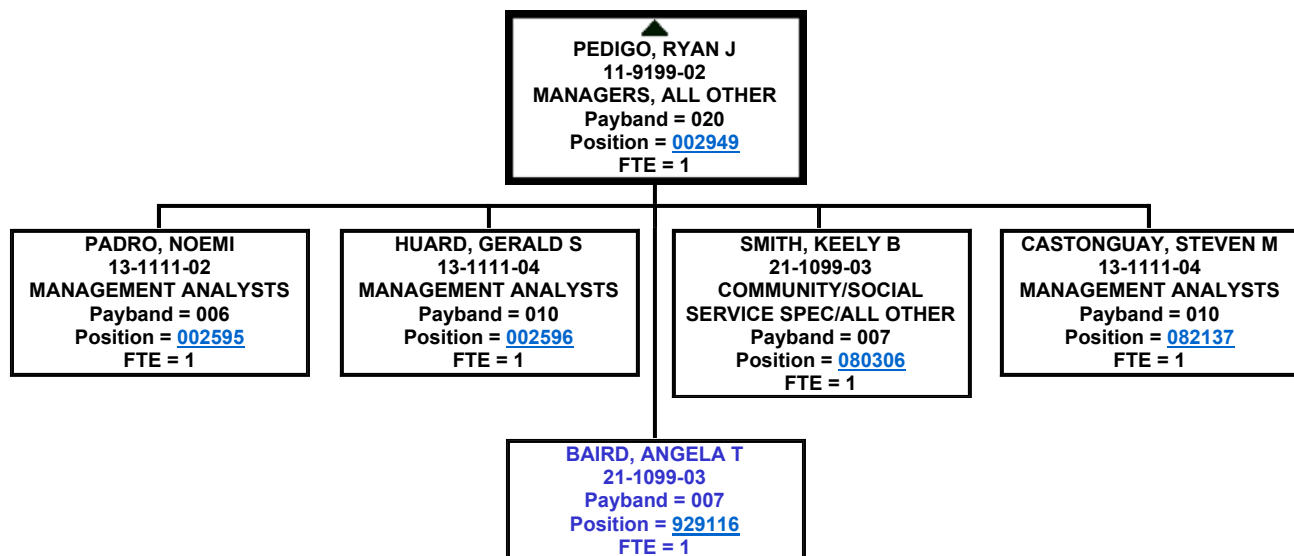 PEDIGO, RYAN J
11-9199-02
MANAGERS, ALL OTHER
Payband = 020
Position = 002949
FTE = 1
PADRO, NOEMI
13-1111-02
MANAGEMENT ANALYSTS
Payband = 006
Position = 002595
FTE = 1
HUARD, GERALD S
13-1111-04
MANAGEMENT ANALYSTS
Payband = 010
Position = 002596
FTE = 1
SMITH, KEELY B
21-1099-03
COMMUNITY/SOCIAL
SERVICE SPEC/ALL OTHER
Payband = 007
Position = 080306
FTE = 1
CASTONGUAY, STEVEN M
13-1111-04
MANAGEMENT ANALYSTS
Payband = 010
Position = 082137
FTE = 1
BAIRD, ANGELA T
21-1099-03
Payband = 007
Position = 929116
FTE = 1